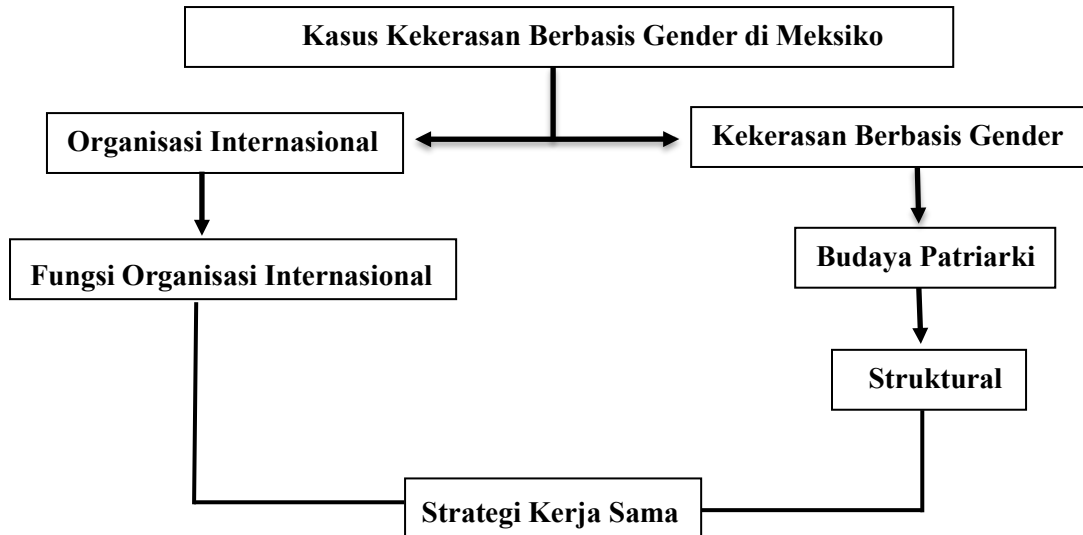 Kasus Kekerasan Berbasis Gender di Meksiko
Organisasi Internasional
Kekerasan Berbasis Gender
Fungsi Organisasi Internasional
Budaya Patriarki
Struktural
Strategi Kerja Sama